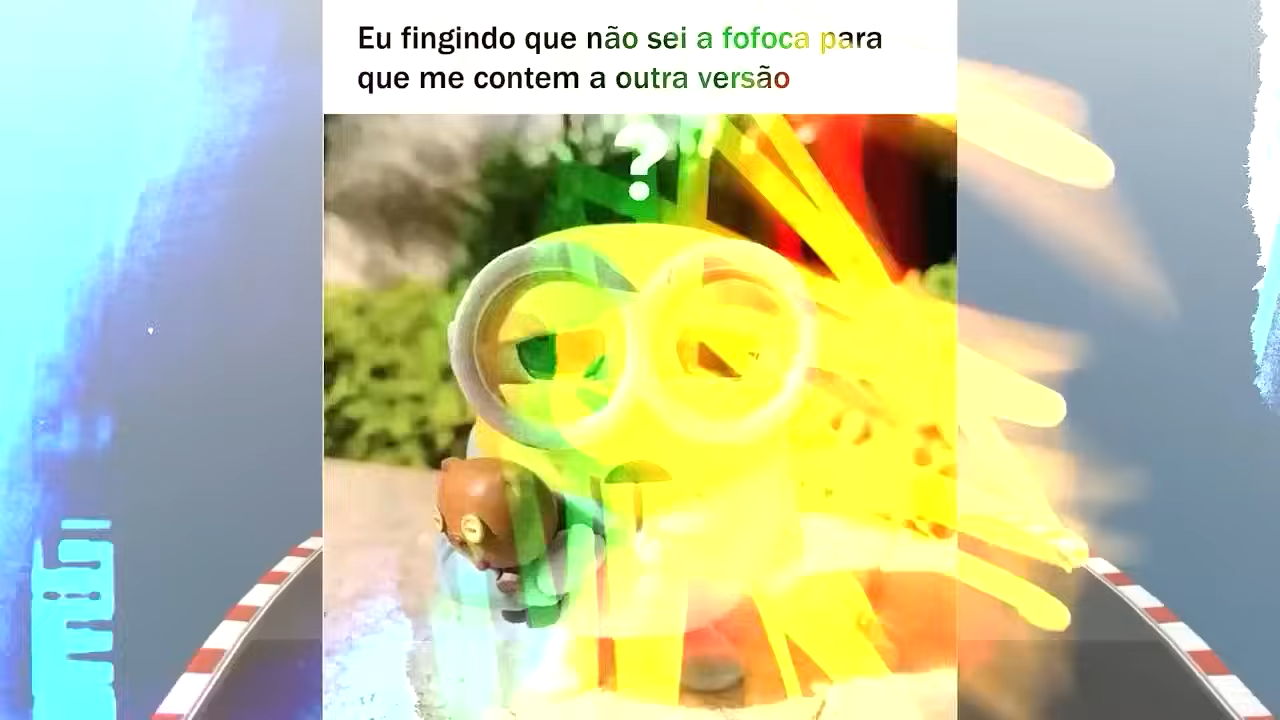 Eu fingindo que não sei a fofoca para
que me contem a outra versão
?